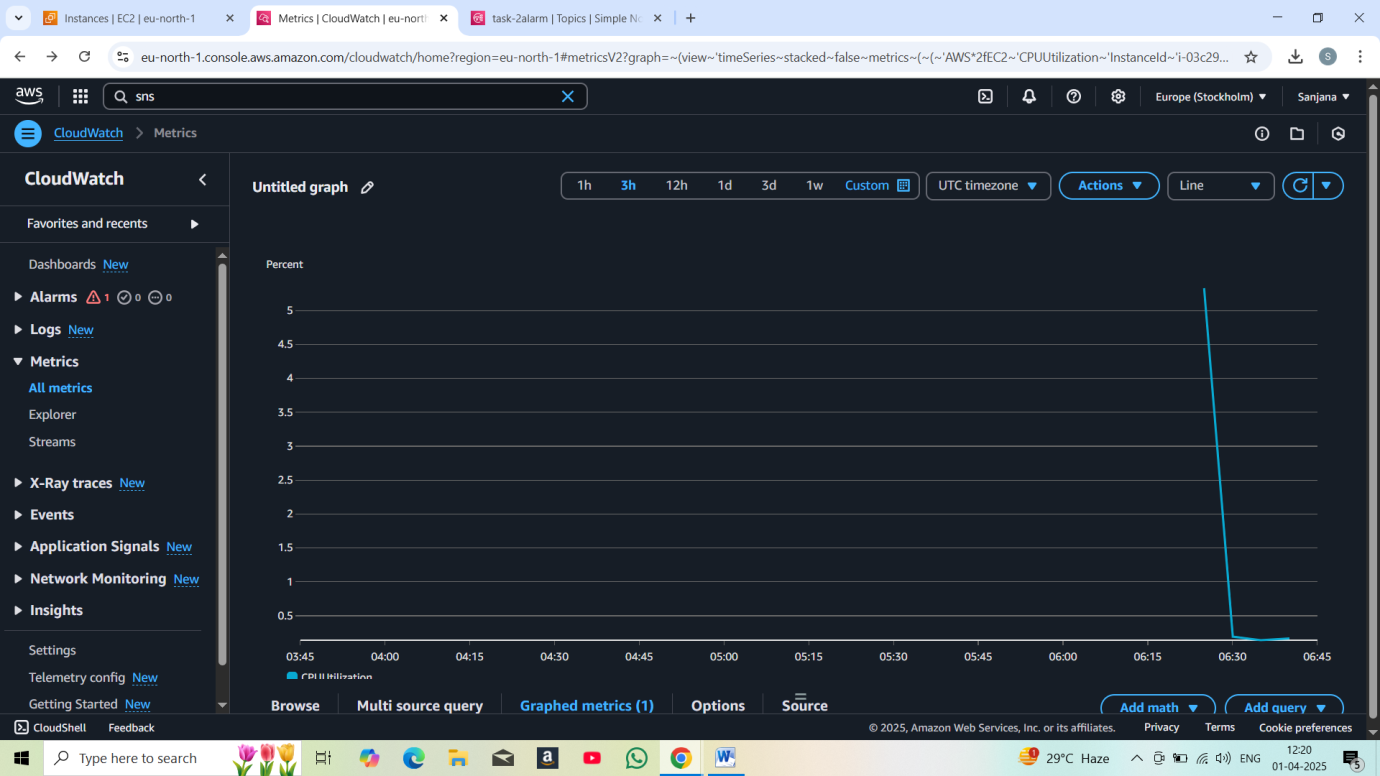 Instances | EC2 | eu-north-1
Metrics | CloudWatch | eu-north
task-2alarm | Topics | Simple No
eu-north-1.console.aws.amazon.com/cloudwatch/home?region=eu-north-1#metricsV2?graph=~(view~'timeSeries~stacked~false~metrics~(~(~'AWS*2fEC2~'CPUUtilization~'InstanceId~'i-03c29...
S
aws
sns
Europe (Stockholm)
Sanjana
CloudWatch
Metrics
CloudWatch
Favorites and recents
Dashboards New
Alarms 1 0 0
Logs New
Metrics
All metrics
Explorer
Streams
X-Ray traces New
Events
Application Signals New
Network Monitoring New
Insights
Settings
Telemetry config New
Getting Started New
Untitled graph
1h 3h 12h 1d 3d 1w Custom
UTC timezone
Actions
Line
Percent
5
4.5
4
3.5
3
2.5
2
1.5
1
0.5
03:45 04:00 04:15 04:30 04:45 05:00 05:15 05:30 05:45 06:00 06:15 06:30 06:45
CPUUtilization
Browse Multi source query Graphed metrics (1) Options Source
Add math
Add query
CloudShell Feedback
© 2025, Amazon Web Services, Inc. or its affiliates. Privacy Terms Cookie preferences
Type here to search
1
29°C Haze
ENG
12:20
01-04-2025
5